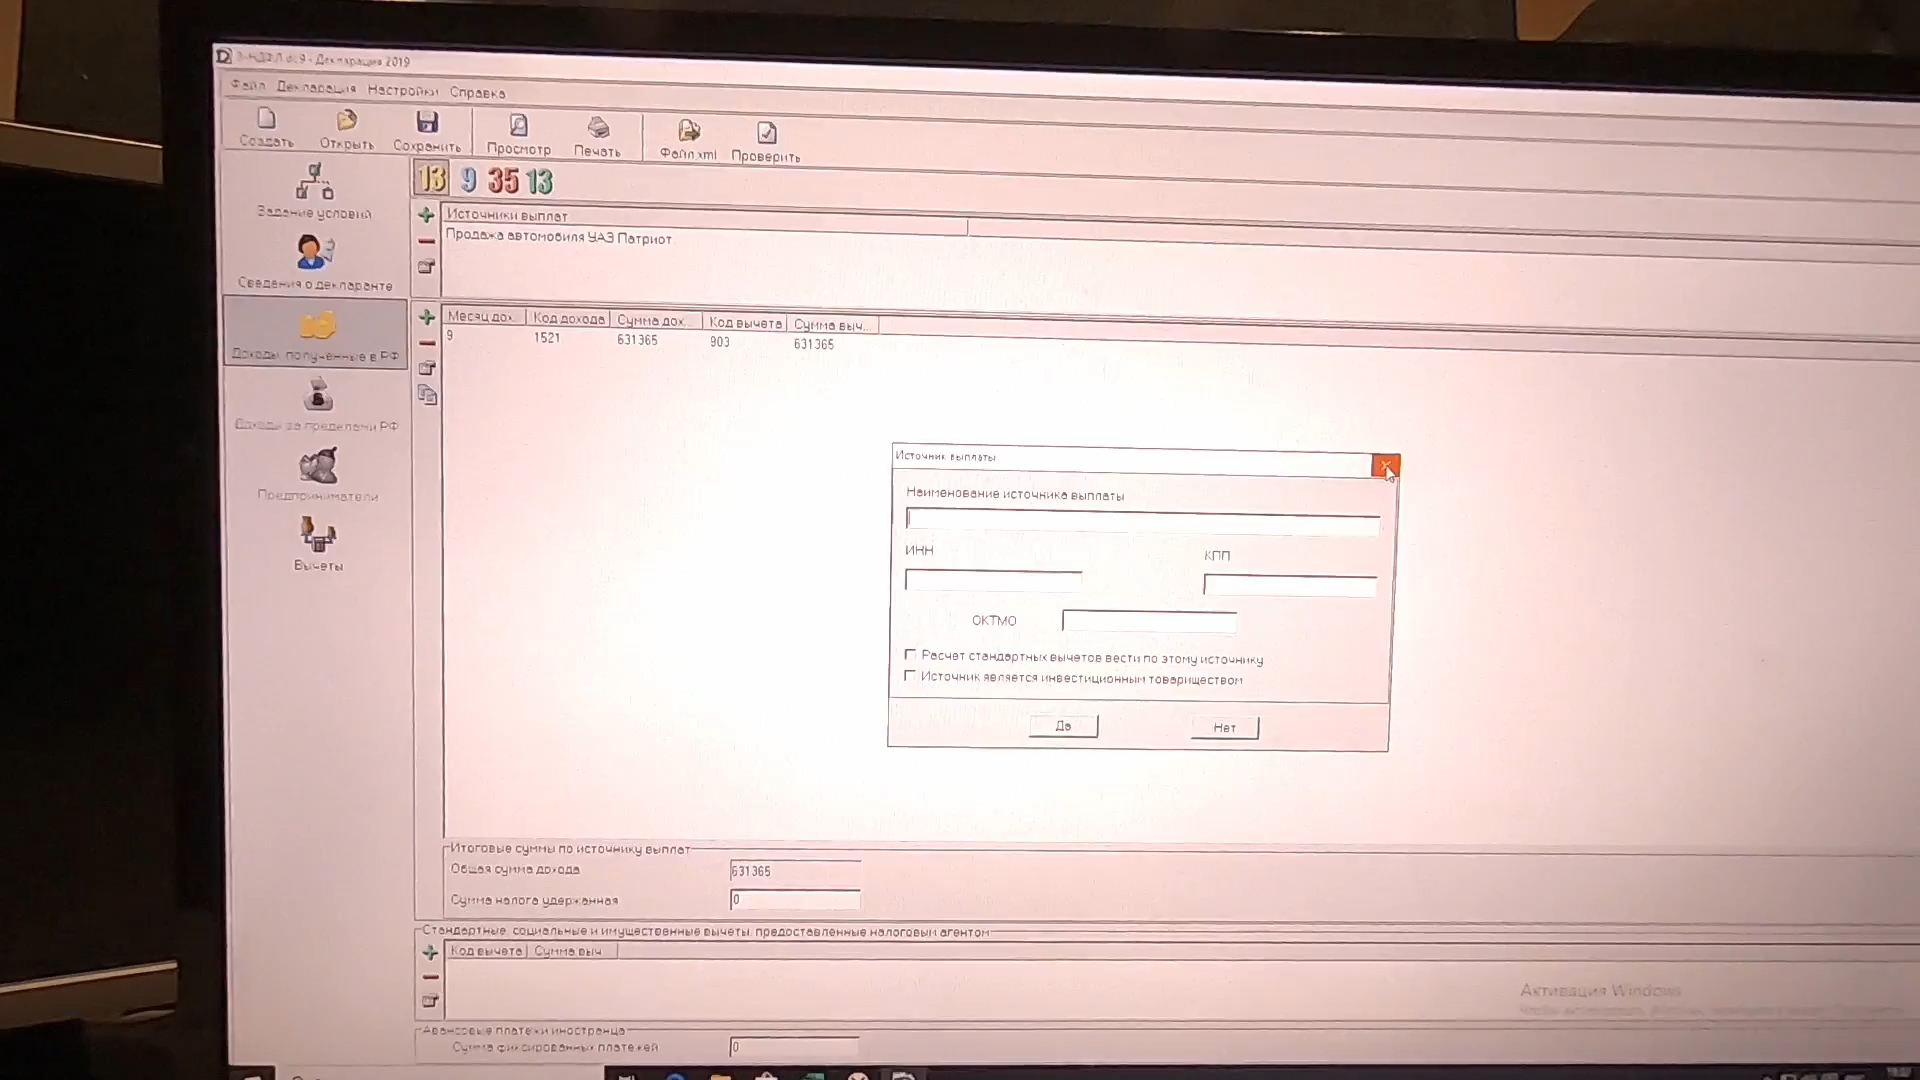 3-НДФЛ.dc9 - Декларация 2019
Файл Декларация Настройки Справка
Создать Открыть Сохранить Просмотр Печать Файл.xml Проверить
13 9 35 13
Задание условий
Сведения о декларанте
Доходы, полученные в РФ
Доходы за пределами РФ
Предприниматели
Вычеты
Источники выплат
Продажа автомобиля УАЗ Патриот
Месяц дох... Код дохода Сумма дох... Код вычета Сумма выч...
9 1521 631365 903 631365
Источник выплаты
Наименование источника выплаты
ИНН КПП
ОКТМО
Расчет стандартных вычетов вести по этому источнику
Источник является инвестиционным товариществом
Да Нет
Итоговые суммы по источнику выплат
Общая сумма дохода 631365
Сумма налога удержанная 0
Стандартные, социальные и имущественные вычеты, предоставленные налоговым агентом
Код вычета Сумма выч
Авансовые платежи иностранца
Сумма фиксированных платежей 0
Активация Windows